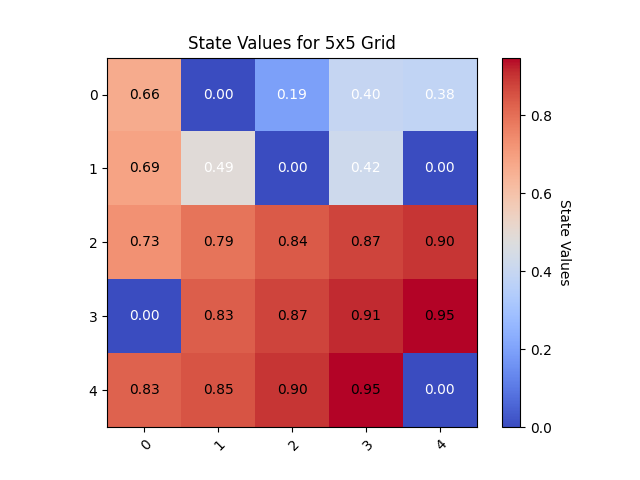 State Values for 5x5 Grid
0 0.66 0.00 0.19 0.40 0.38
1 0.69 0.49 0.00 0.42 0.00
2 0.73 0.79 0.84 0.87 0.90
3 0.00 0.83 0.87 0.91 0.95
4 0.83 0.85 0.90 0.95 0.00
0 1 2 3 4
0.8
0.6
0.4
0.2
0.0
State Values